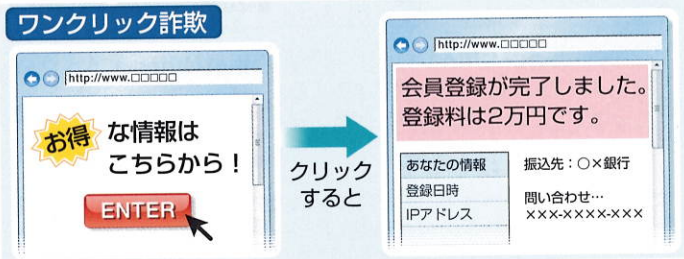 ワンクリック詐欺
http://www.□□□□□
お得な情報は
こちらから！
ENTER
クリック
すると
http://www.□□□□□
会員登録が完了しました。
登録料は2万円です。
あなたの情報
登録日時
IPアドレス
振込先：○×銀行
問い合わせ…
×××-××××-×××